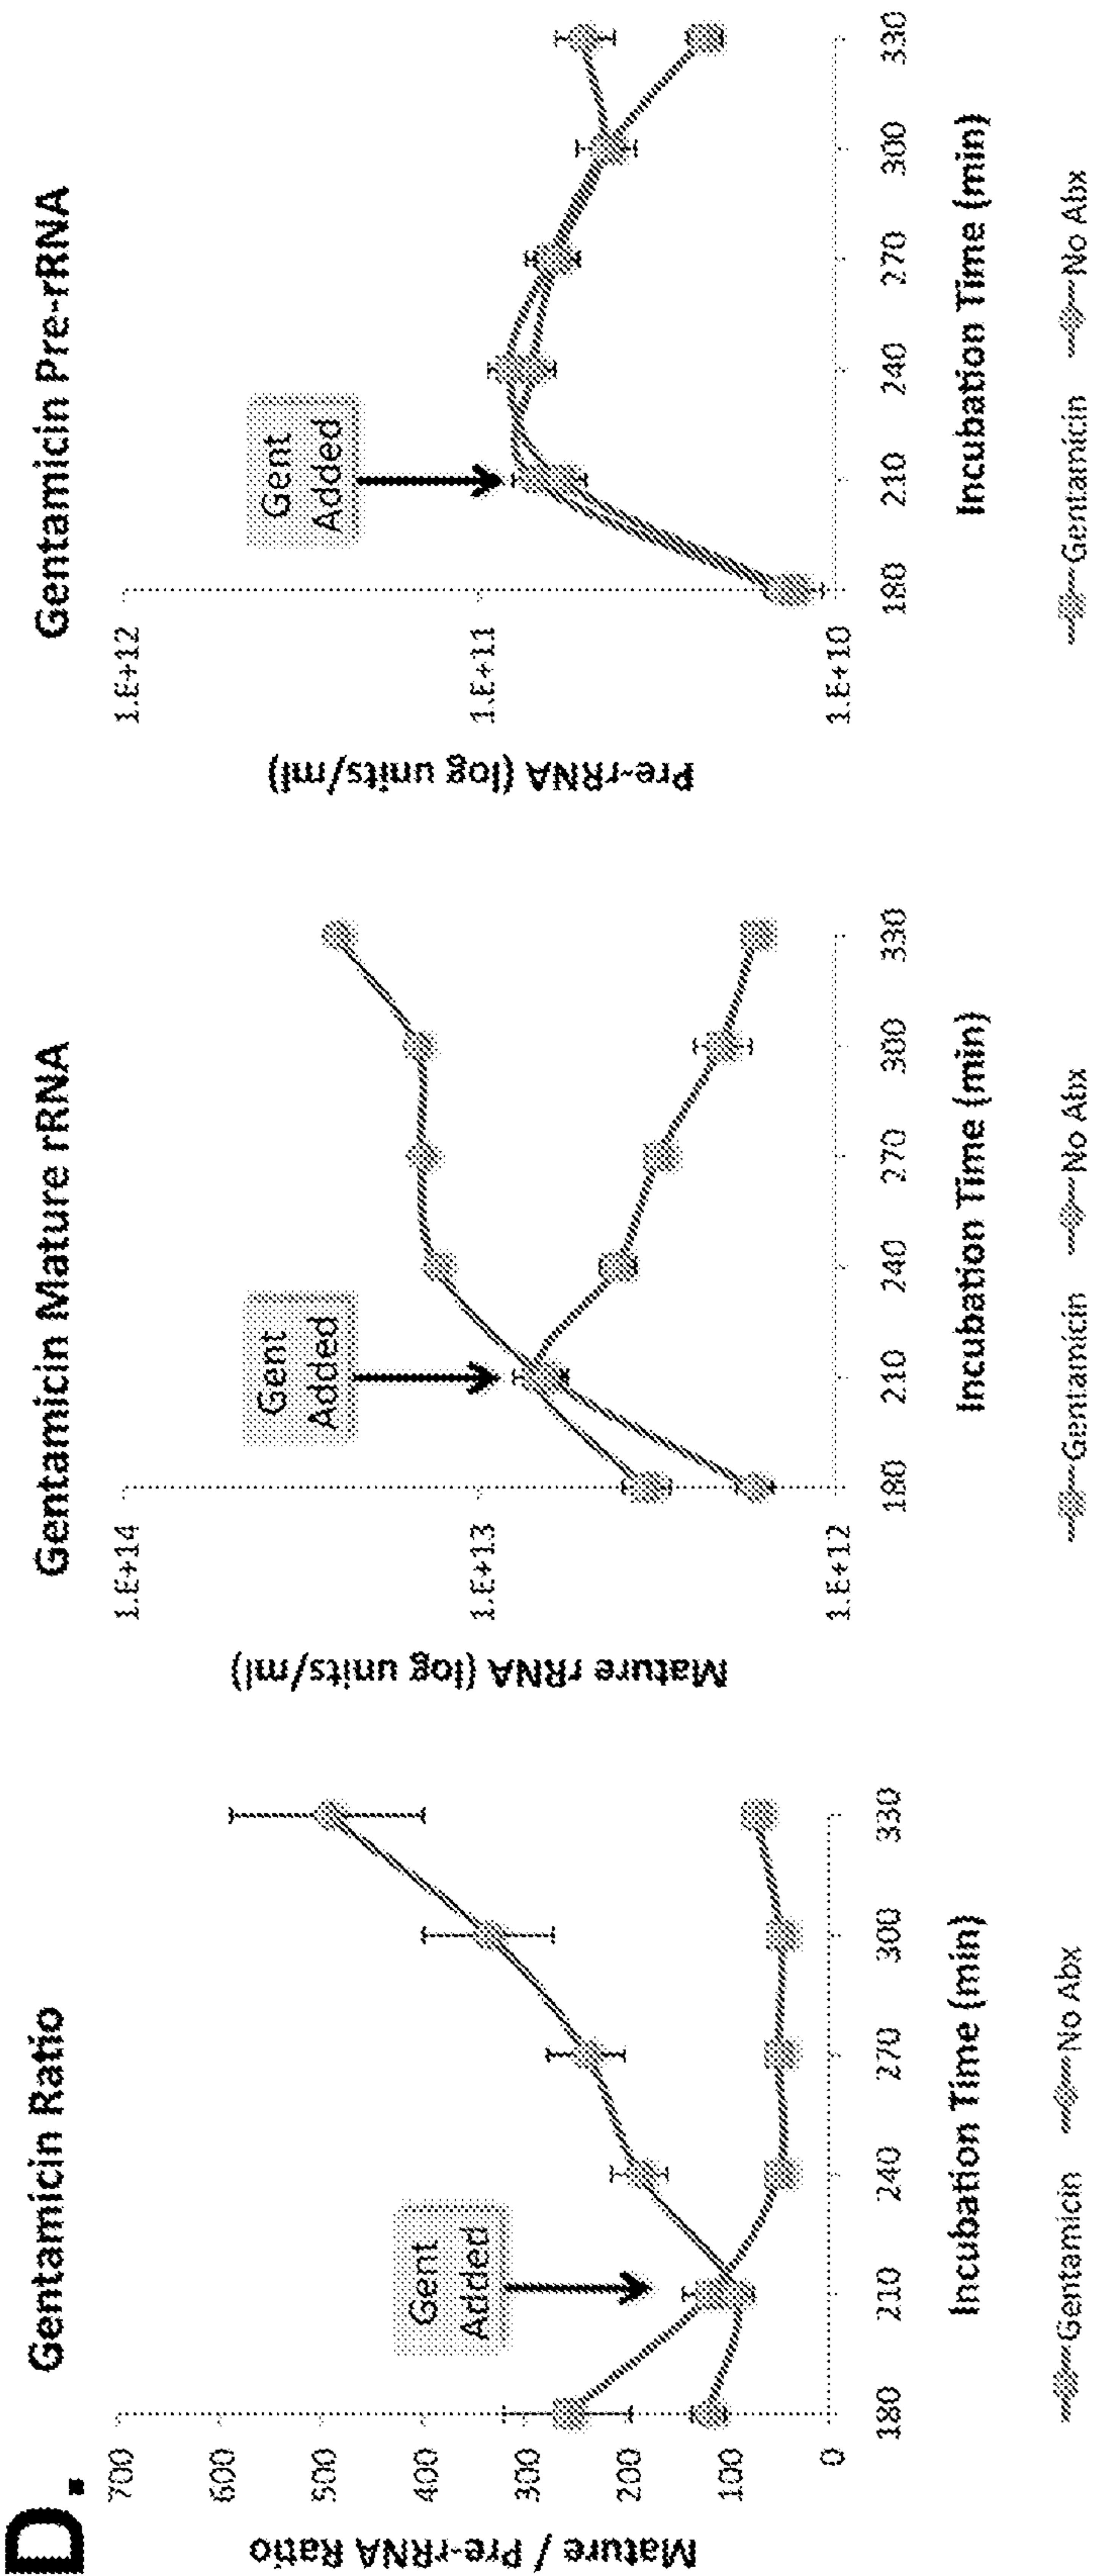 D.
Gentamicin Ratio
Mature / Pre-rRNA Ratio
700
600
500
400
300
200
100
0
Gent
Added
180
210
240
270
300
330
Incubation Time (min)
Gentamicin
No Abx
Gentamicin Mature rRNA
Mature rRNA (log units/ml)
1.E+14
1.E+13
1.E+12
Gent
Added
180
210
240
270
300
330
Incubation Time (min)
Gentamicin
No Abx
Gentamicin Pre-rRNA
Pre-rRNA (log units/ml)
1.E+12
1.E+11
1.E+10
Gent
Added
180
210
240
270
300
330
Incubation Time (min)
Gentamicin
No Abx